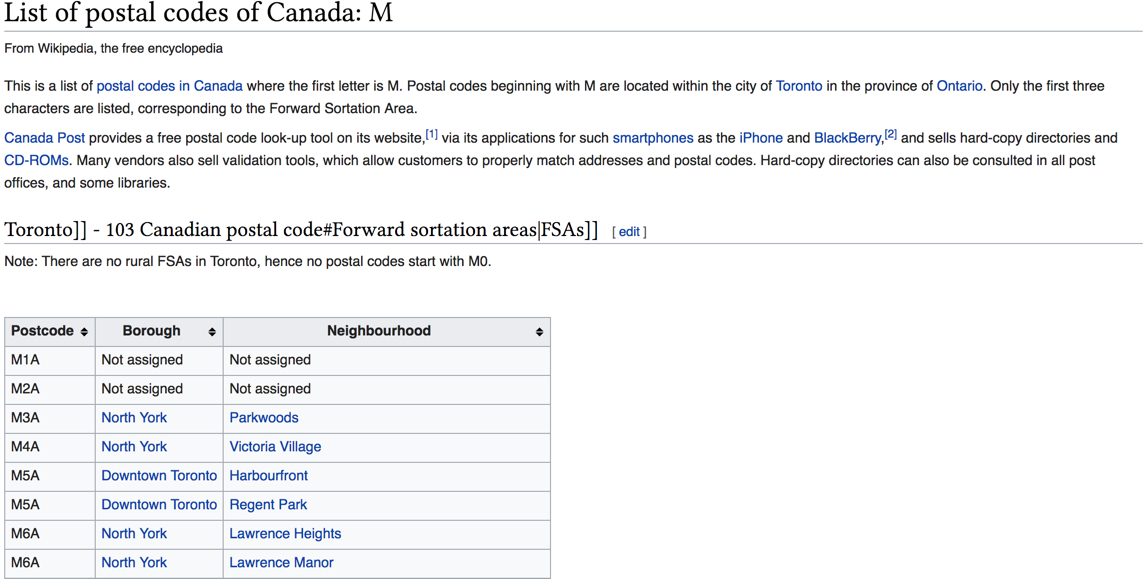 List of postal codes of Canada: M
From Wikipedia, the free encyclopedia
This is a list of postal codes in Canada where the first letter is M. Postal codes beginning with M are located within the city of Toronto in the province of Ontario. Only the first three
characters are listed, corresponding to the Forward Sortation Area.
Canada Post provides a free postal code look-up tool on its website,[1] via its applications for such smartphones as the iPhone and BlackBerry,[2] and sells hard-copy directories and
CD-ROMs. Many vendors also sell validation tools, which allow customers to properly match addresses and postal codes. Hard-copy directories can also be consulted in all post
offices, and some libraries.
Toronto]] - 103 Canadian postal code#Forward sortation areas|FSAs]] [ edit ]
Note: There are no rural FSAs in Toronto, hence no postal codes start with M0.
Postcode Borough Neighbourhood
M1A Not assigned Not assigned
M2A Not assigned Not assigned
M3A North York Parkwoods
M4A North York Victoria Village
M5A Downtown Toronto Harbourfront
M5A Downtown Toronto Regent Park
M6A North York Lawrence Heights
M6A North York Lawrence Manor